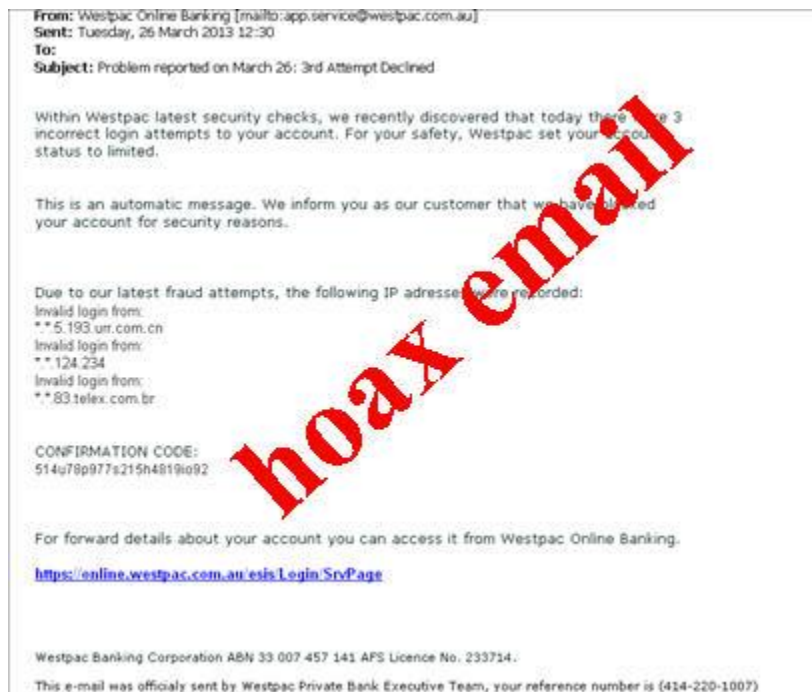 From: Westpac Online Banking [mailto:app.service@westpac.com.au]
Sent: Tuesday, 26 March 2013 12:30
To:
Subject: Problem reported on March 26: 3rd Attempt Declined
Within Westpac latest security checks, we recently discovered that today there 3
incorrect login attempts to your account. For your safety, Westpac set your account
status to limited.
This is an automatic message. We inform you as our customer that we have blocked
your account for security reasons.
Due to our latest fraud attempts, the following IP adresses were recorded:
Invalid login from:
*.*.5.193.urr.com.cn
Invalid login from:
*.*.124.234
Invalid login from:
*.*.83.telex.com.br
CONFIRMATION CODE:
514u78p977s215h4819io92
For forward details about your account you can access it from Westpac Online Banking.
https://online.westpac.com.au/esis/Login/SrvPage
Westpac Banking Corporation ABN 33 007 457 141 AFS Licence No. 233714.
This e-mail was officialy sent by Westpac Private Bank Executive Team, your reference number is (414-220-1007)
hoax email